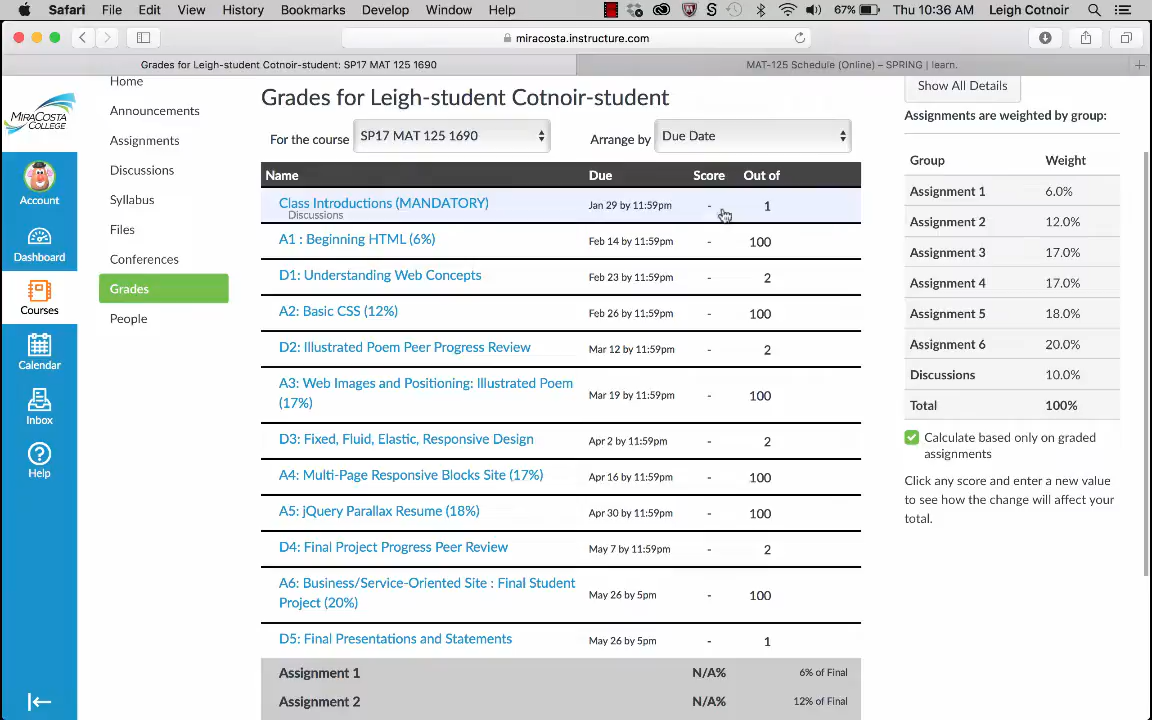 Safari File Edit View History Bookmarks Develop Window Help 67% Thu 10:36 AM Leigh Cotnoir
miracosta.instructure.com
Grades for Leigh-student Cotnoir-student: SP17 MAT 125 1690
MAT-125 Schedule (Online) – SPRING | learn.
MIRACOSTA
COLLEGE
Account
Dashboard
Courses
Calendar
Inbox
Help
Home
Announcements
Assignments
Discussions
Syllabus
Files
Conferences
Grades
People
Grades for Leigh-student Cotnoir-student
For the course SP17 MAT 125 1690 Arrange by Due Date
Name Due Score Out of
Class Introductions (MANDATORY) Jan 29 by 11:59pm - 1
Discussions
A1 : Beginning HTML (6%) Feb 14 by 11:59pm - 100
D1: Understanding Web Concepts Feb 23 by 11:59pm - 2
A2: Basic CSS (12%) Feb 26 by 11:59pm - 100
D2: Illustrated Poem Peer Progress Review Mar 12 by 11:59pm - 2
A3: Web Images and Positioning: Illustrated Poem
(17%) Mar 19 by 11:59pm - 100
D3: Fixed, Fluid, Elastic, Responsive Design Apr 2 by 11:59pm - 2
A4: Multi-Page Responsive Blocks Site (17%) Apr 16 by 11:59pm - 100
A5: jQuery Parallax Resume (18%) Apr 30 by 11:59pm - 100
D4: Final Project Progress Peer Review May 7 by 11:59pm - 2
A6: Business/Service-Oriented Site : Final Student
Project (20%) May 26 by 5pm - 100
D5: Final Presentations and Statements May 26 by 5pm - 1
Assignment 1 N/A% 6% of Final
Assignment 2 N/A% 12% of Final
Show All Details
Assignments are weighted by group:
Group Weight
Assignment 1 6.0%
Assignment 2 12.0%
Assignment 3 17.0%
Assignment 4 17.0%
Assignment 5 18.0%
Assignment 6 20.0%
Discussions 10.0%
Total 100%
Calculate based only on graded
assignments
Click any score and enter a new value
to see how the change will affect your
total.